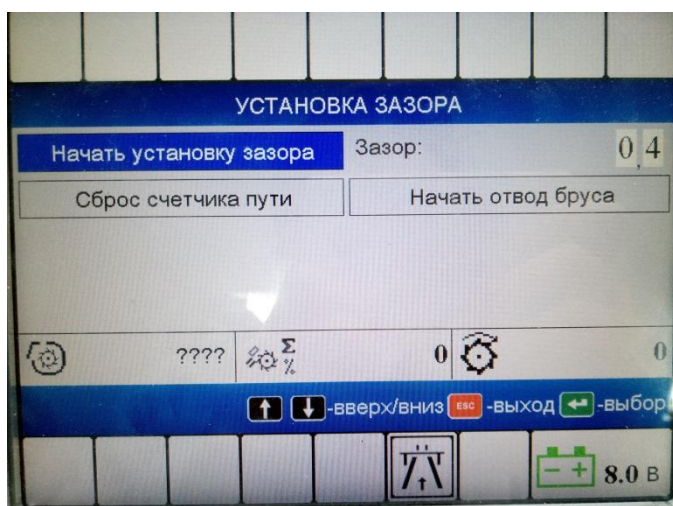 УСТАНОВКА ЗАЗОРА
Начать установку зазора Зазор: 0,4
Сброс счетчика пути Начать отвод бруса
???? Σ % 0 0
-вверх/вниз ESC -выход -выбор
8.0 В